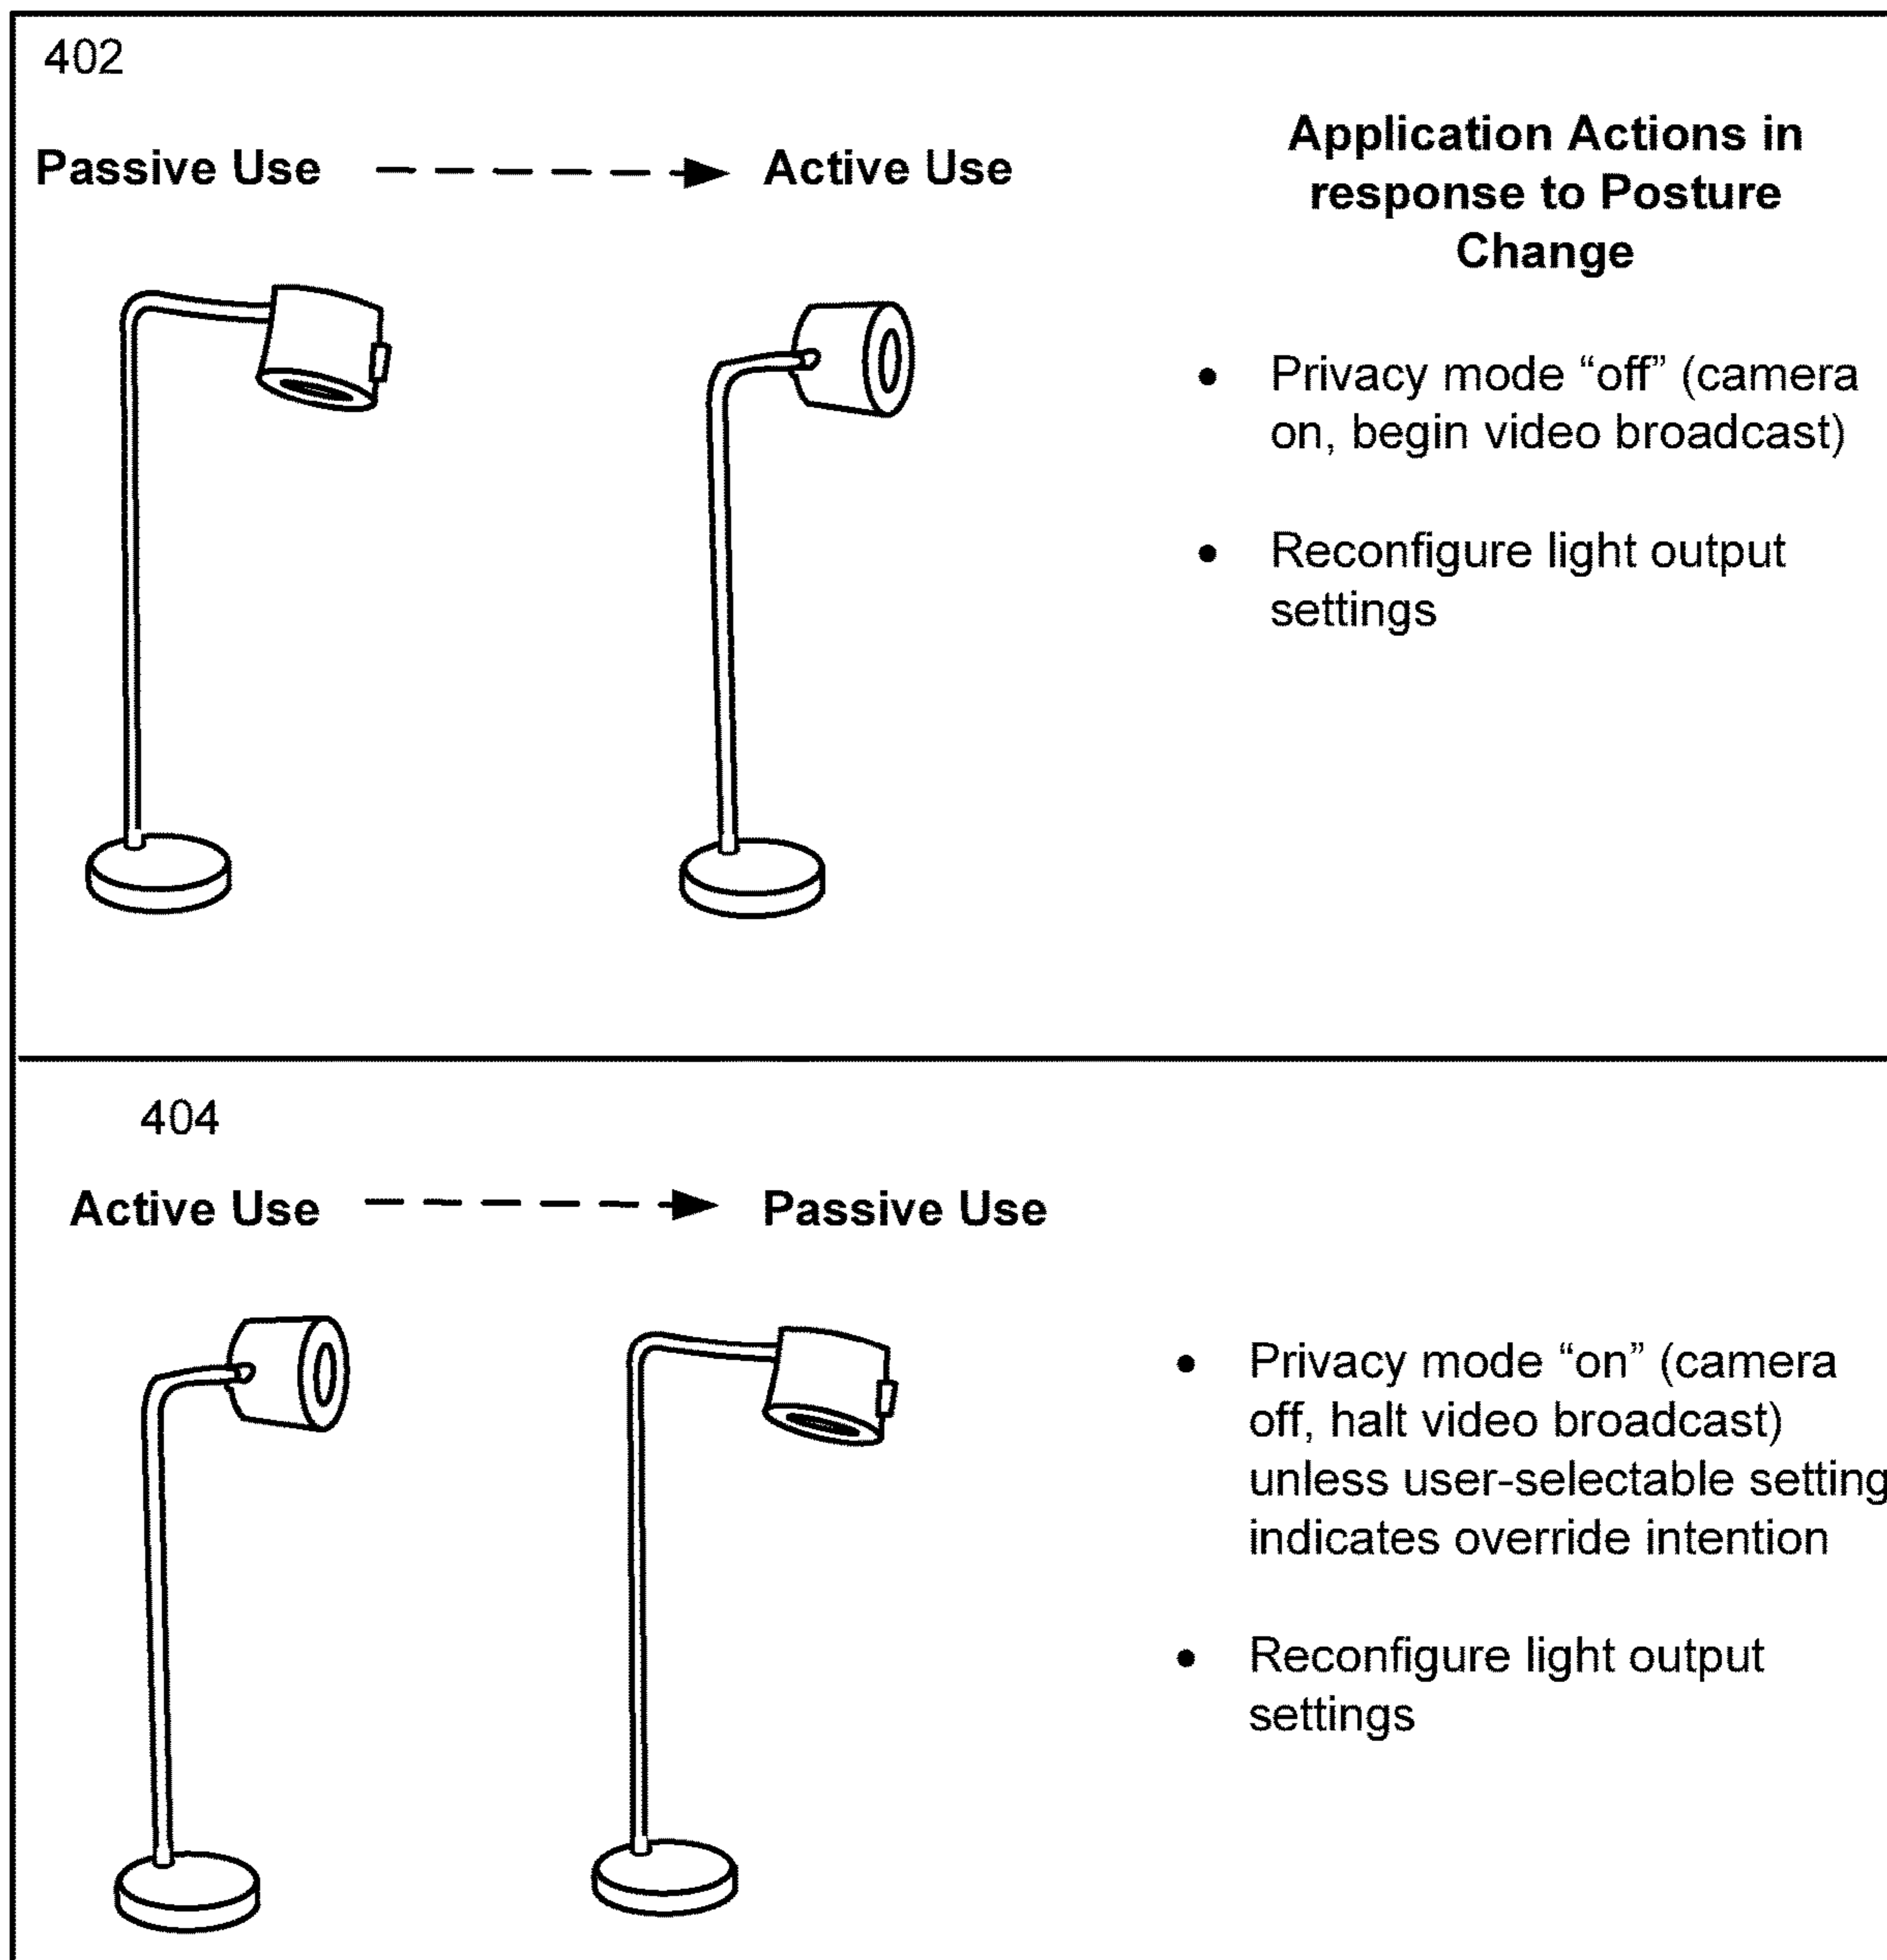 402
Passive Use
Active Use
Application Actions in
response to Posture
Change
• Privacy mode “off” (camera
on, begin video broadcast)
• Reconfigure light output
settings
404
Active Use
Passive Use
• Privacy mode “on” (camera
off, halt video broadcast)
unless user-selectable setting
indicates override intention
• Reconfigure light output
settings